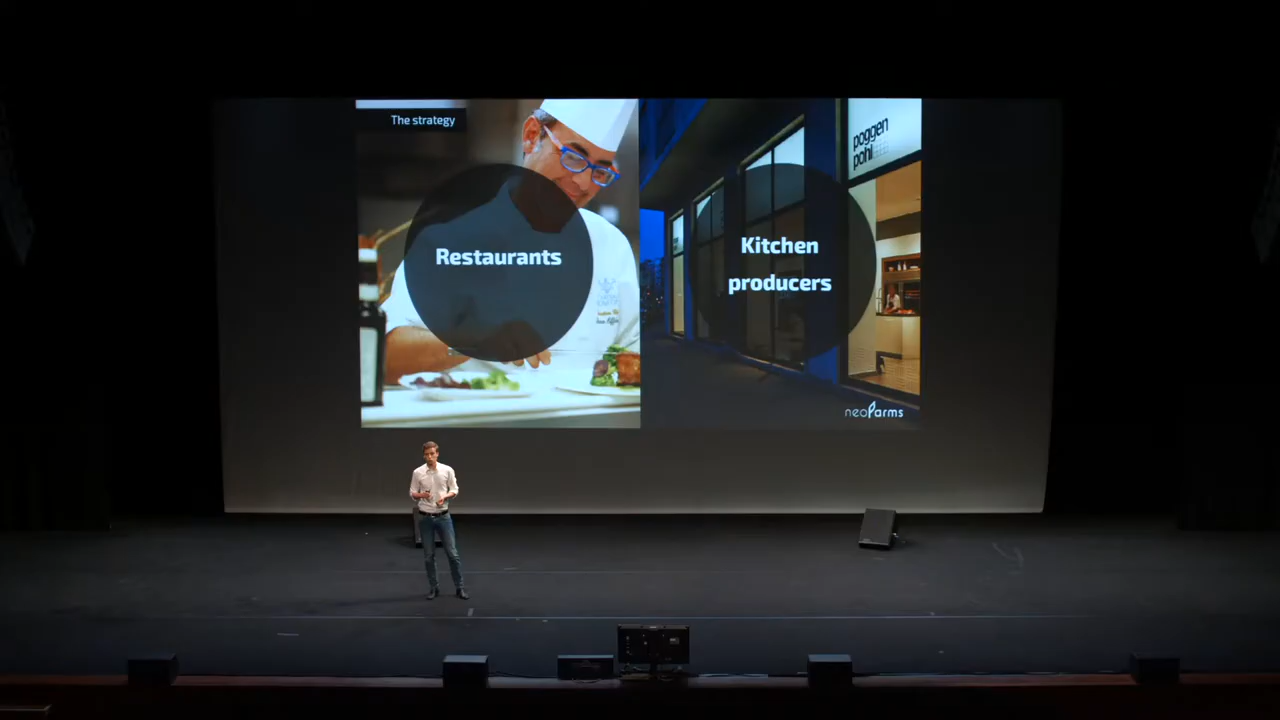 The strategy
Restaurants
Kitchen
producers
poggen
pohl
neofarms